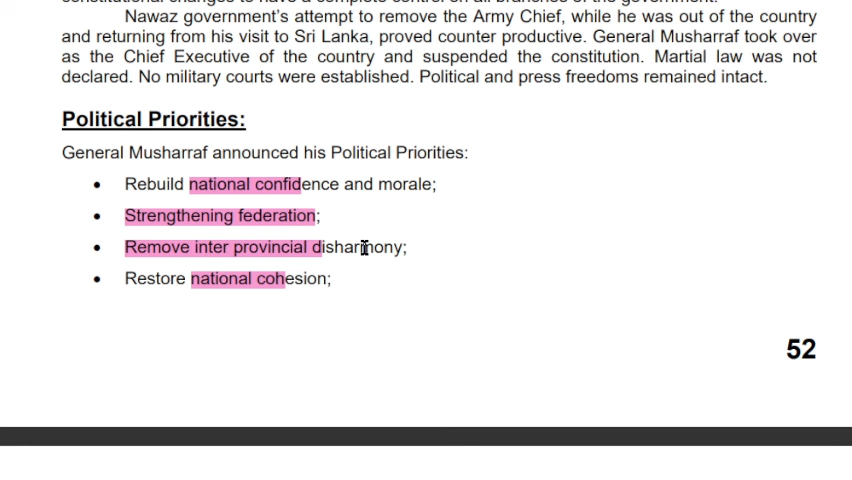 Nawaz government's attempt to remove the Army Chief, while he was out of the country
and returning from his visit to Sri Lanka, proved counter productive. General Musharraf took over
as the Chief Executive of the country and suspended the constitution. Martial law was not
declared. No military courts were established. Political and press freedoms remained intact.
Political Priorities:
General Musharraf announced his Political Priorities:
• Rebuild national confidence and morale;
• Strengthening federation;
• Remove inter provincial disharmony;
• Restore national cohesion;
52